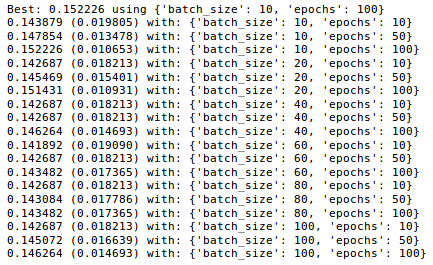 Best: 0.152226 using {'batch_size': 10, 'epochs': 100}
0.143879 (0.019805) with: {'batch_size': 10, 'epochs': 10}
0.147854 (0.013478) with: {'batch_size': 10, 'epochs': 50}
0.152226 (0.010653) with: {'batch_size': 10, 'epochs': 100}
0.142687 (0.018213) with: {'batch_size': 20, 'epochs': 10}
0.145469 (0.015401) with: {'batch_size': 20, 'epochs': 50}
0.151431 (0.010931) with: {'batch_size': 20, 'epochs': 100}
0.142687 (0.018213) with: {'batch_size': 40, 'epochs': 10}
0.142687 (0.018213) with: {'batch_size': 40, 'epochs': 50}
0.146264 (0.014693) with: {'batch_size': 40, 'epochs': 100}
0.141892 (0.019090) with: {'batch_size': 60, 'epochs': 10}
0.142687 (0.018213) with: {'batch_size': 60, 'epochs': 50}
0.143482 (0.017365) with: {'batch_size': 60, 'epochs': 100}
0.142687 (0.018213) with: {'batch_size': 80, 'epochs': 10}
0.143084 (0.017786) with: {'batch_size': 80, 'epochs': 50}
0.143482 (0.017365) with: {'batch_size': 80, 'epochs': 100}
0.142687 (0.018213) with: {'batch_size': 100, 'epochs': 10}
0.145072 (0.016639) with: {'batch_size': 100, 'epochs': 50}
0.146264 (0.014693) with: {'batch_size': 100, 'epochs': 100}